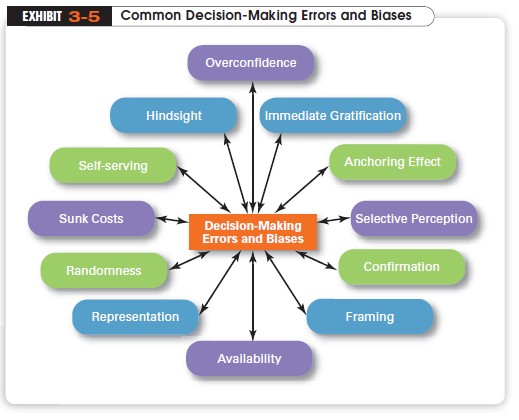 EXHIBIT 3-5 Common Decision-Making Errors and Biases
Overconfidence
Hindsight
Immediate Gratification
Self-serving
Anchoring Effect
Sunk Costs
Decision-Making
Errors and Biases
Selective Perception
Randomness
Confirmation
Representation
Framing
Availability